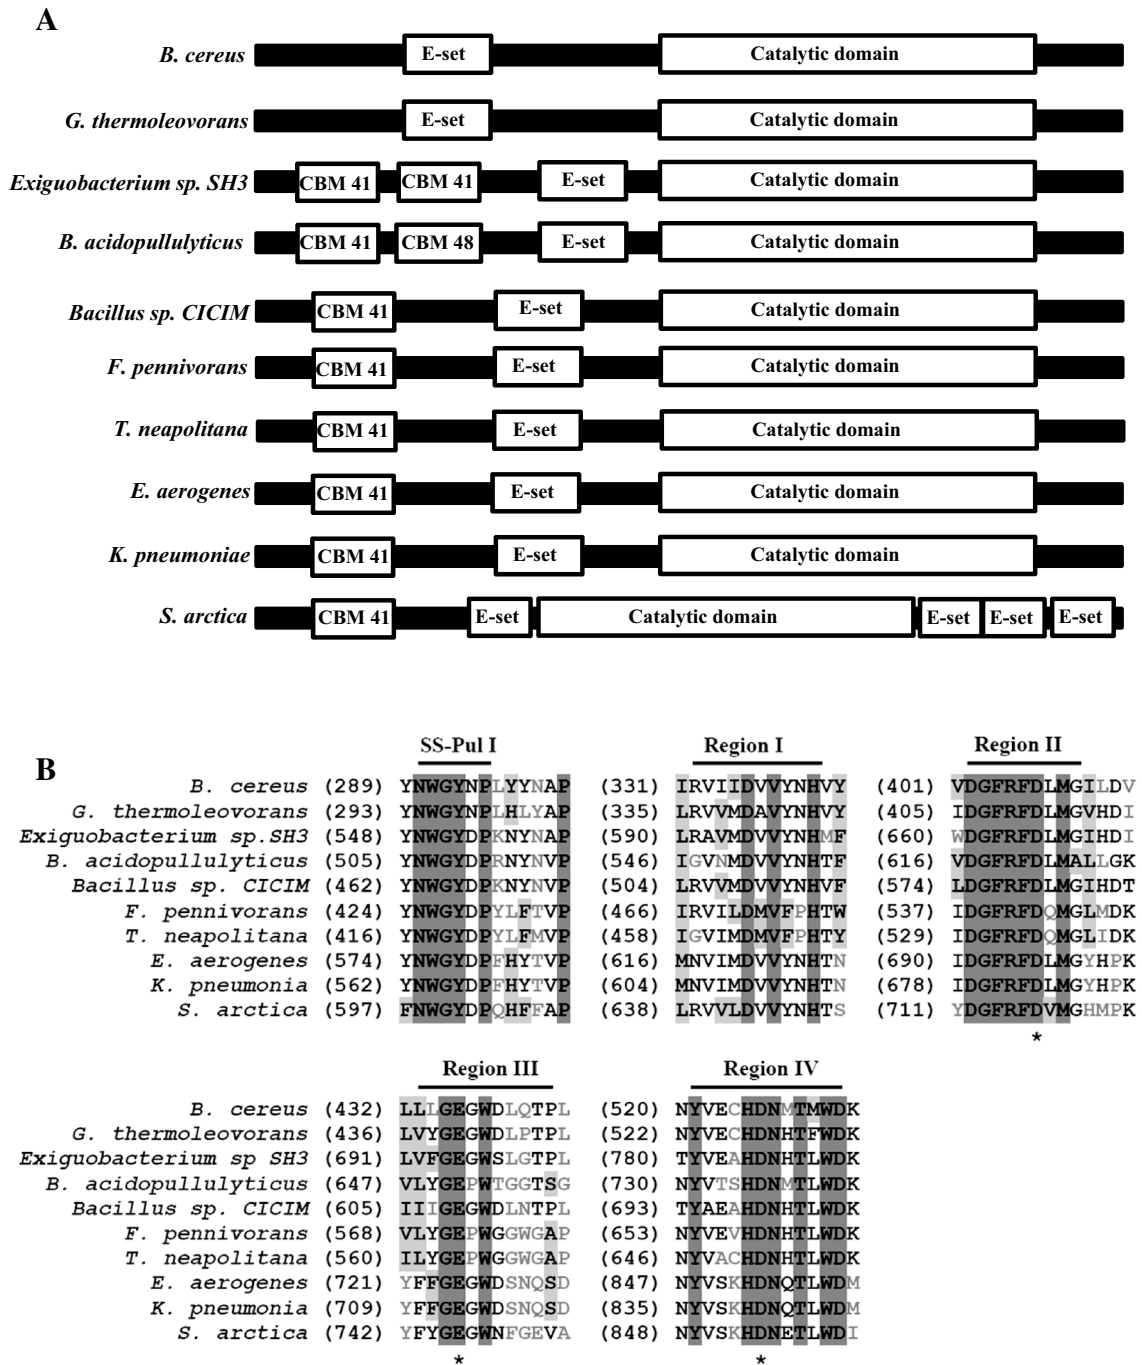 A
B. cereus E-set Catalytic domain
G. thermoleovorans E-set Catalytic domain
Exiguobacterium sp. SH3 CBM 41 CBM 41 E-set Catalytic domain
B. acidopullulyticus CBM 41 CBM 48 E-set Catalytic domain
Bacillus sp. CICIM CBM 41 E-set Catalytic domain
F. pennivorans CBM 41 E-set Catalytic domain
T. neapolitana CBM 41 E-set Catalytic domain
E. aerogenes CBM 41 E-set Catalytic domain
K. pneumoniae CBM 41 E-set Catalytic domain
S. arctica CBM 41 E-set Catalytic domain E-set E-set E-set
B
SS-Pul I Region I Region II
B. cereus (289) YNWGYNPLYYNAP (331) IRVIIDVVYNHVY (401) VDGFRFDLMGILDV
G. thermoleovorans (293) YNWGYNPLHLYAP (335) LRVVMDAVYNHVY (405) IDGFRFDLMGVHDI
Exiguobacterium sp.SH3 (548) YNWGYDPKNYNAP (590) LRAVMDVVYNHMF (660) WDGFRFDLMGIHDI
B. acidopullulyticus (505) YNWGYDPRNYNVP (546) IGVNMDVVYNHTF (616) VDGFRFDLMALLGK
Bacillus sp. CICIM (462) YNWGYDPKNYNVP (504) LRVVMDVVYNHVF (574) LDGFRFDLMGIHDT
F. pennivorans (424) YNWGYDPYLFTVP (466) IRVILDMVFPHTW (537) IDGFRFDQMGLMDK
T. neapolitana (416) YNWGYDPYLFMVP (458) IGVIMDMVFPHTY (529) IDGFRFDQMGLIDK
E. aerogenes (574) YNWGYDPFHYTVP (616) MNVIMDVVYNHTN (690) IDGFRFDLMGYHPK
K. pneumonia (562) YNWGYDPFHYTVP (604) MNVIMDVVYNHTN (678) IDGFRFDLMGYHPK
S. arctica (597) FNWGYDPQHFFAP (638) LRVVLDVVYNHTS (711) YDGFRFDVMGHMPK
*
Region III Region IV
B. cereus (432) LLLGEGWDLQTPL (520) NYVECHDNMTMWDK
G. thermoleovorans (436) LVYGEGWDLPTPL (522) NYVECHDNHTFWDK
Exiguobacterium sp SH3 (691) LVFGEGWSLGTPL (780) TYVEAHDNHTLWDK
B. acidopullulyticus (647) VLYGEPWTGGTSG (730) NYVTSHDNMTLWDK
Bacillus sp. CICIM (605) IIIGEGWDLNTPL (693) TYAEAHDNHTLWDK
F. pennivorans (568) VLYGEPWGGWGAP (653) NYVEVHDNHTLWDK
T. neapolitana (560) ILYGEPWGGWGAP (646) NYVACHDNHTLWDK
E. aerogenes (721) YFFGEGWDSNQSD (847) NYVSKHDNQTLWDM
K. pneumonia (709) YFFGEGWDSNQSD (835) NYVSKHDNQTLWDM
S. arctica (742) YFYGEGWNFGEVA (848) NYVSKHDNETLWDI
* *